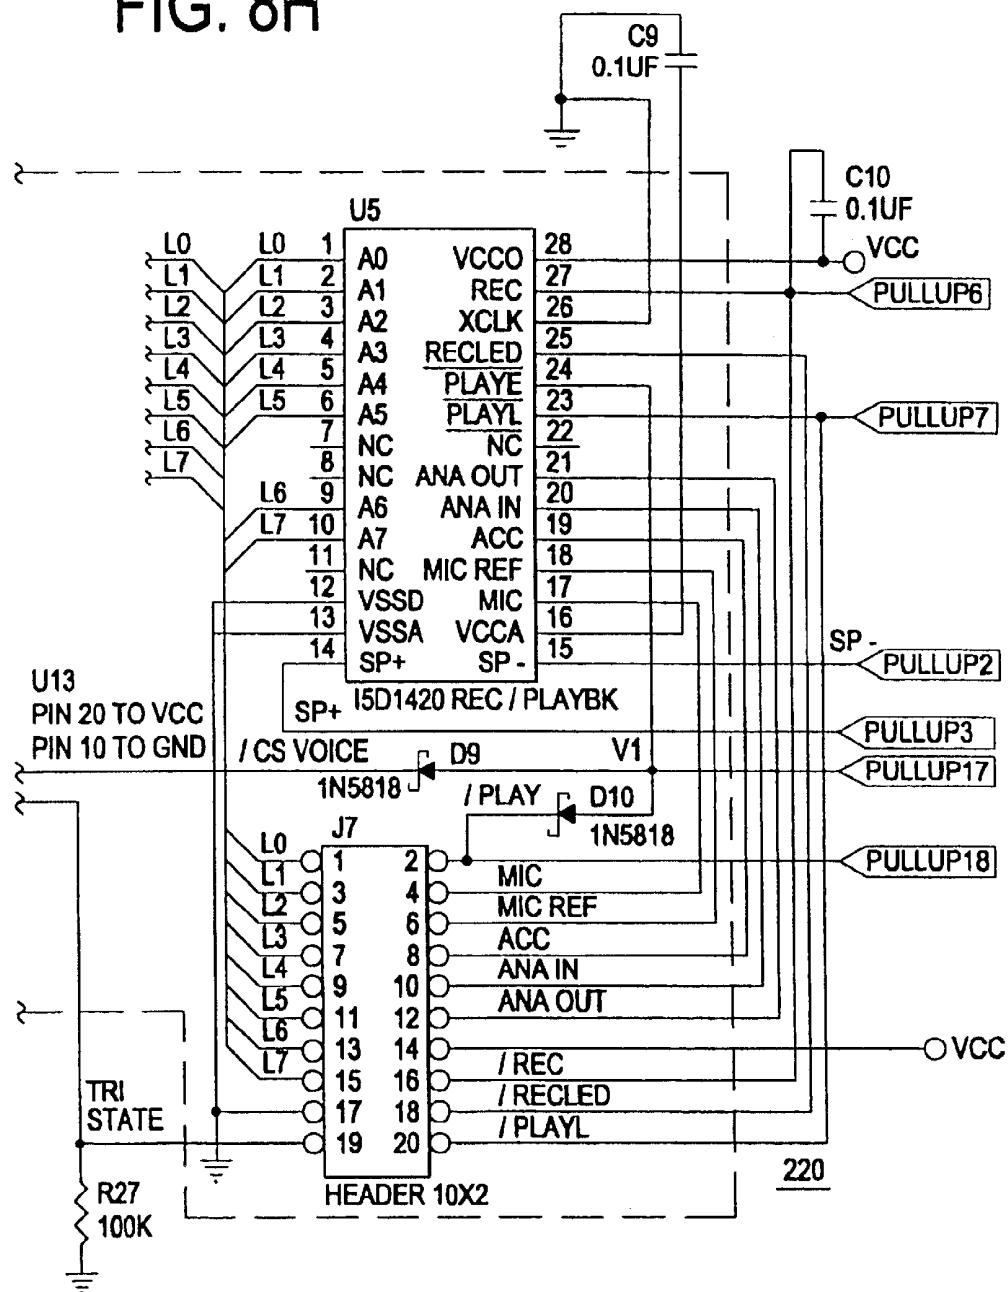 FIG. 8H
C9
0.1UF
C10
0.1UF
VCC
U5
L0 L0 1 A0 VCCO 28
L1 L1 2 A1 REC 27 PULLUP6
L2 L2 3 A2 XCLK 26
L3 L3 4 A3 RECLED 25
L4 L4 5 A4 PLAYE 24
L5 L5 6 A5 PLAYL 23 PULLUP7
L6 7 NC NC 22
L7 8 NC ANA OUT 21
L6 9 A6 ANA IN 20
L7 10 A7 ACC 19
11 NC MIC REF 18
12 VSSD MIC 17
13 VSSA VCCA 16
14 SP+ SP - 15 SP - PULLUP2
I5D1420 REC / PLAYBK
SP+ PULLUP3
U13
PIN 20 TO VCC
PIN 10 TO GND
/ CS VOICE D9 V1 PULLUP17
1N5818
/ PLAY D10
1N5818
J7
L0 1 2 PULLUP18
L1 3 4 MIC
L2 5 6 MIC REF
L3 7 8 ACC
L4 9 10 ANA IN
L5 11 12 ANA OUT
L6 13 14 VCC
L7 15 16 / REC
17 18 / RECLED
19 20 / PLAYL
TRI
STATE
HEADER 10X2
220
R27
100K